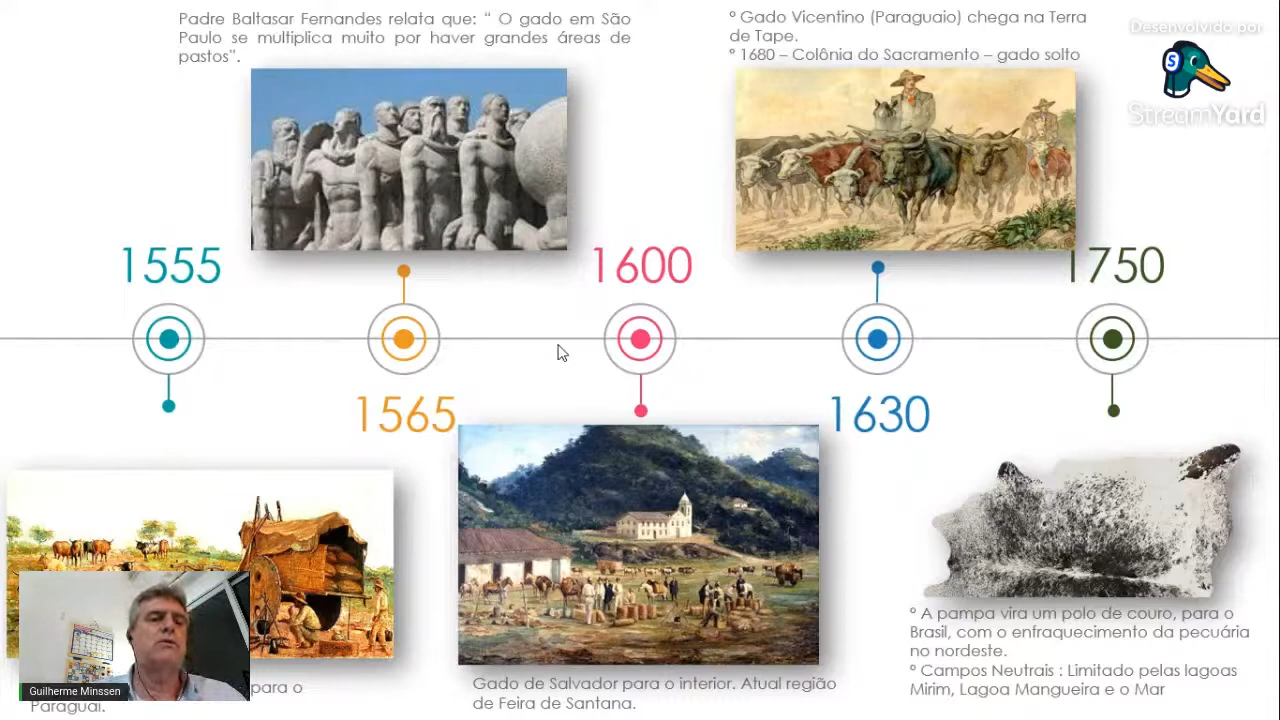 Padre Baltasar Fernandes relata que: “ O gado em São
Paulo se multiplica muito por haver grandes áreas de
pastos”.
° Gado Vicentino (Paraguaio) chega na Terra
de Tape.
° 1680 – Colônia do Sacramento – gado solto
Desenvolvido por
S
StreamYard
1555
1600
1750
1565
1630
° A pampa vira um polo de couro, para o
Brasil, com o enfraquecimento da pecuária
no nordeste.
° Campos Neutrais : Limitado pelas lagoas
Mirim, Lagoa Mangueira e o Mar
Gado de Salvador para o interior. Atual região
de Feira de Santana.
para o
Paraguai.
Guilherme Minssen